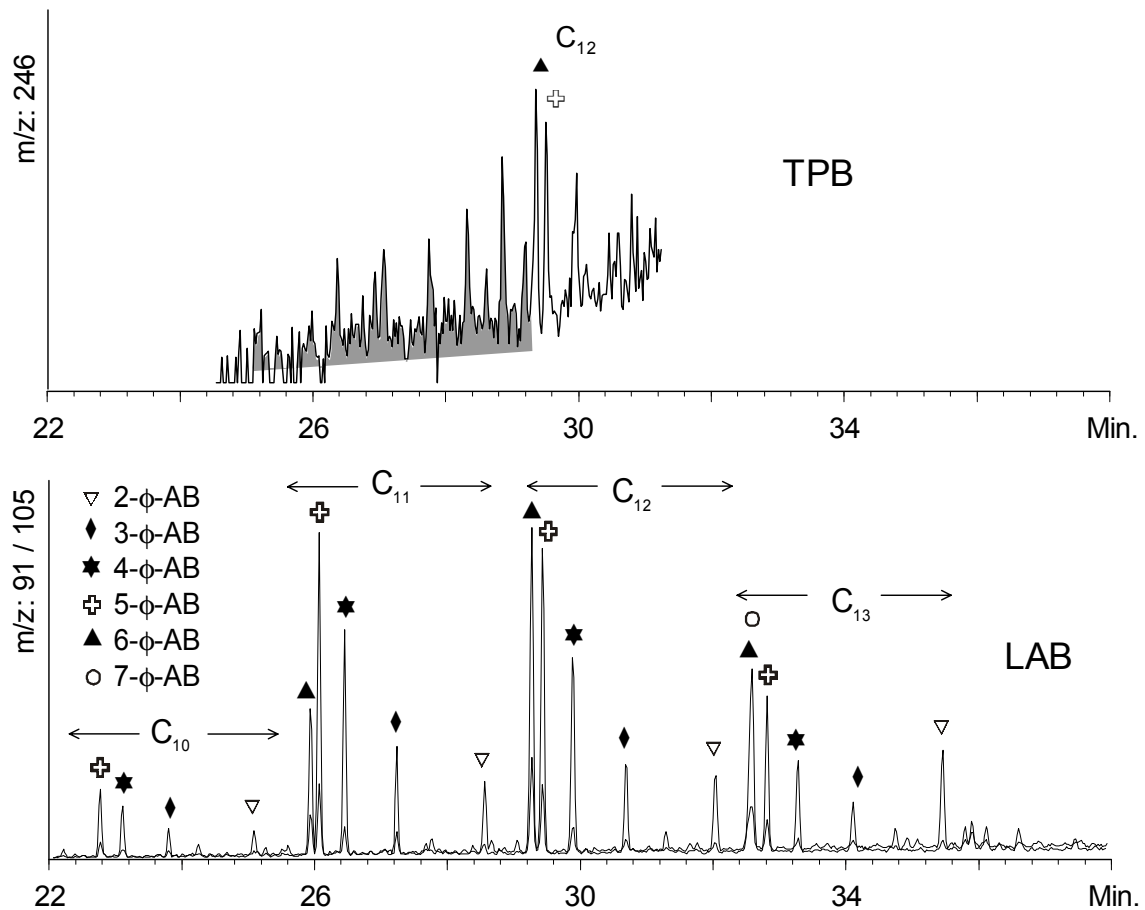 C12
m/z: 246
TPB
22 26 30 34 Min.
m/z: 91 / 105
2-ϕ-AB
3-ϕ-AB
4-ϕ-AB
5-ϕ-AB
6-ϕ-AB
7-ϕ-AB
C10
C11
C12
C13
LAB
22 26 30 34 Min.